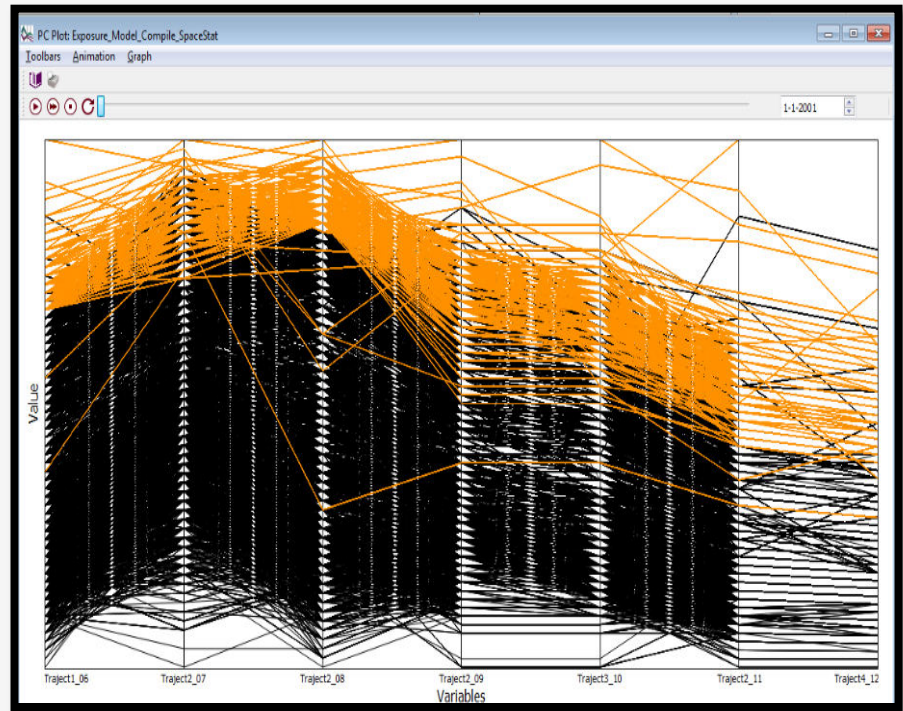 PC Plot: Exposure_Model_Compile_SpaceStat
Toolbars Animation Graph
1-1-2001
Value
Traject1_06 Traject2_07 Traject2_08 Traject2_09 Traject3_10 Traject2_11 Traject4_12
Variables